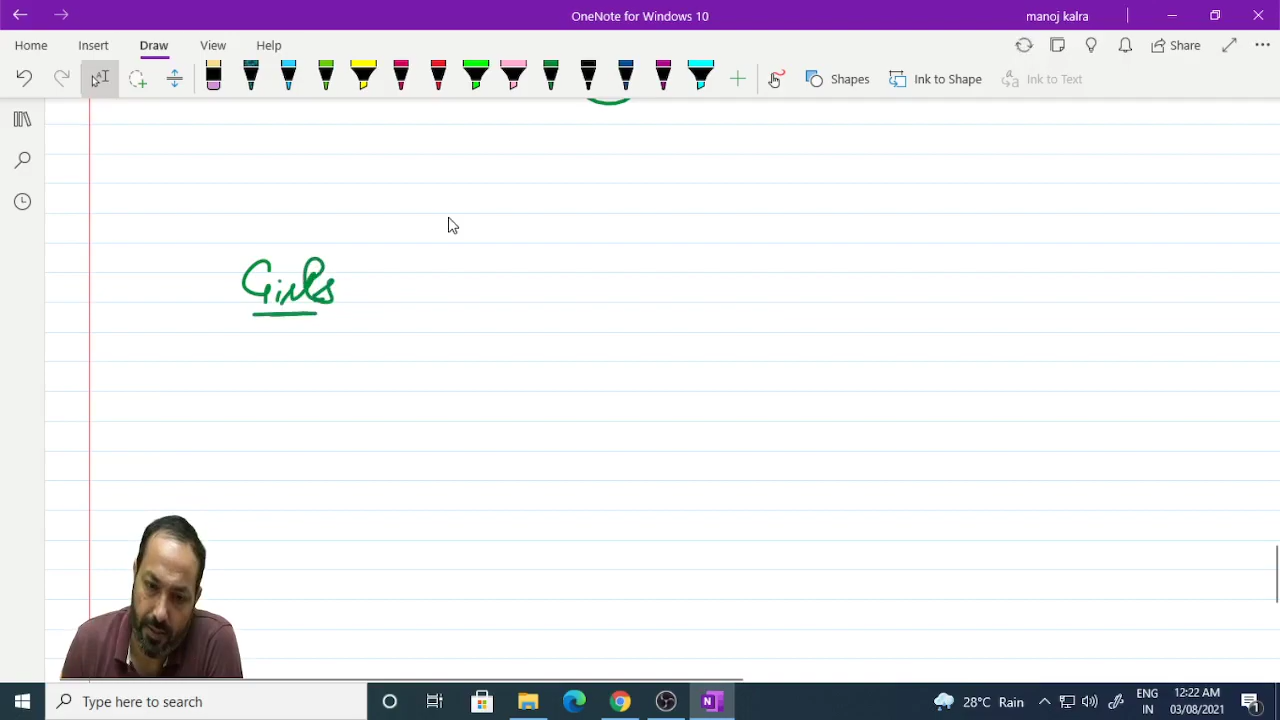 OneNote for Windows 10
manoj kalra
Home Insert Draw View Help
Share
Shapes
Ink to Shape
Ink to Text
Girls
Type here to search
28°C Rain
ENG
IN
12:22 AM
03/08/2021
1